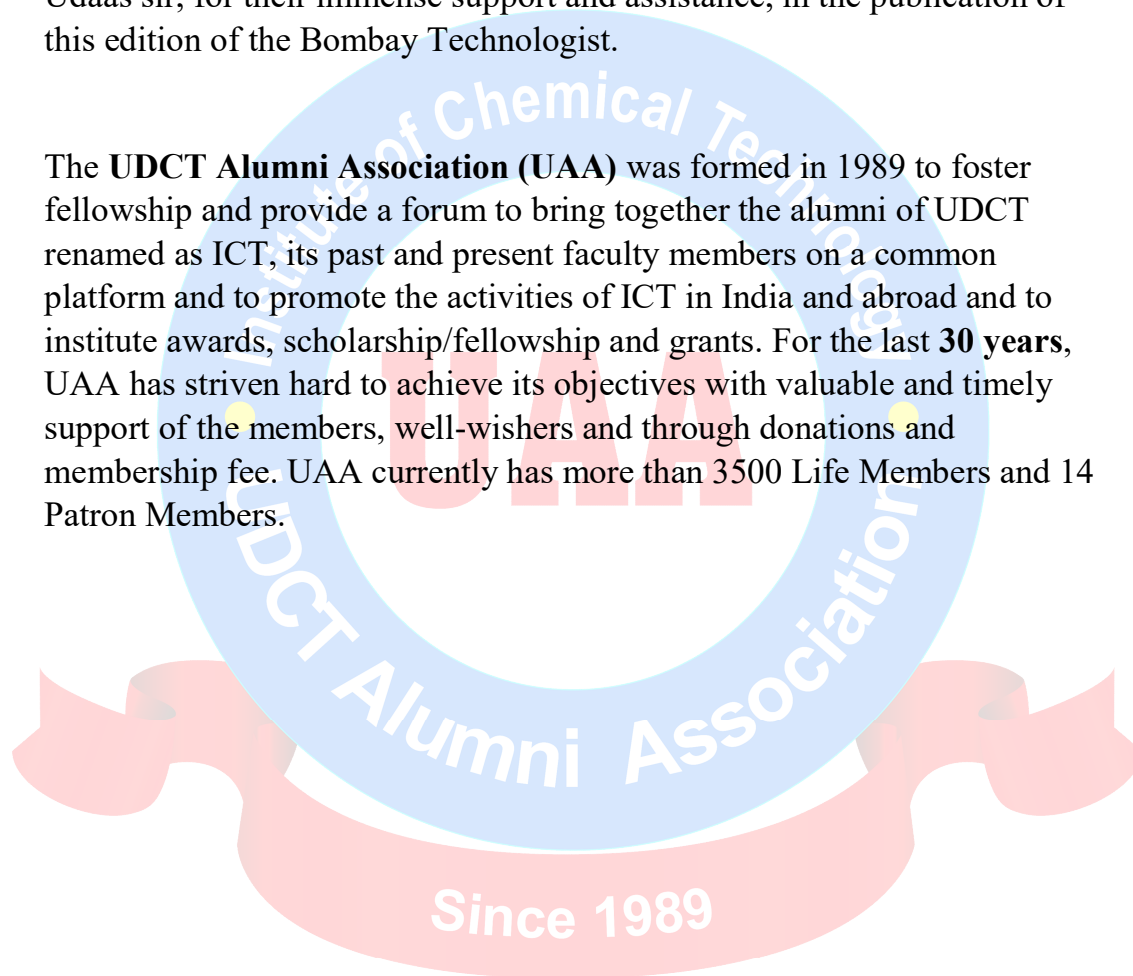 Udaas sir, for their immense support and assistance, in the publication of
this edition of the Bombay Technologist.
The UDCT Alumni Association (UAA) was formed in 1989 to foster
fellowship and provide a forum to bring together the alumni of UDCT
renamed as ICT, its past and present faculty members on a common
platform and to promote the activities of ICT in India and abroad and to
institute awards, scholarship/fellowship and grants. For the last 30 years,
UAA has striven hard to achieve its objectives with valuable and timely
support of the members, well-wishers and through donations and
membership fee. UAA currently has more than 3500 Life Members and 14
Patron Members.
Institute of Chemical Technology
UAA
UDCT Alumni Association
Since 1989